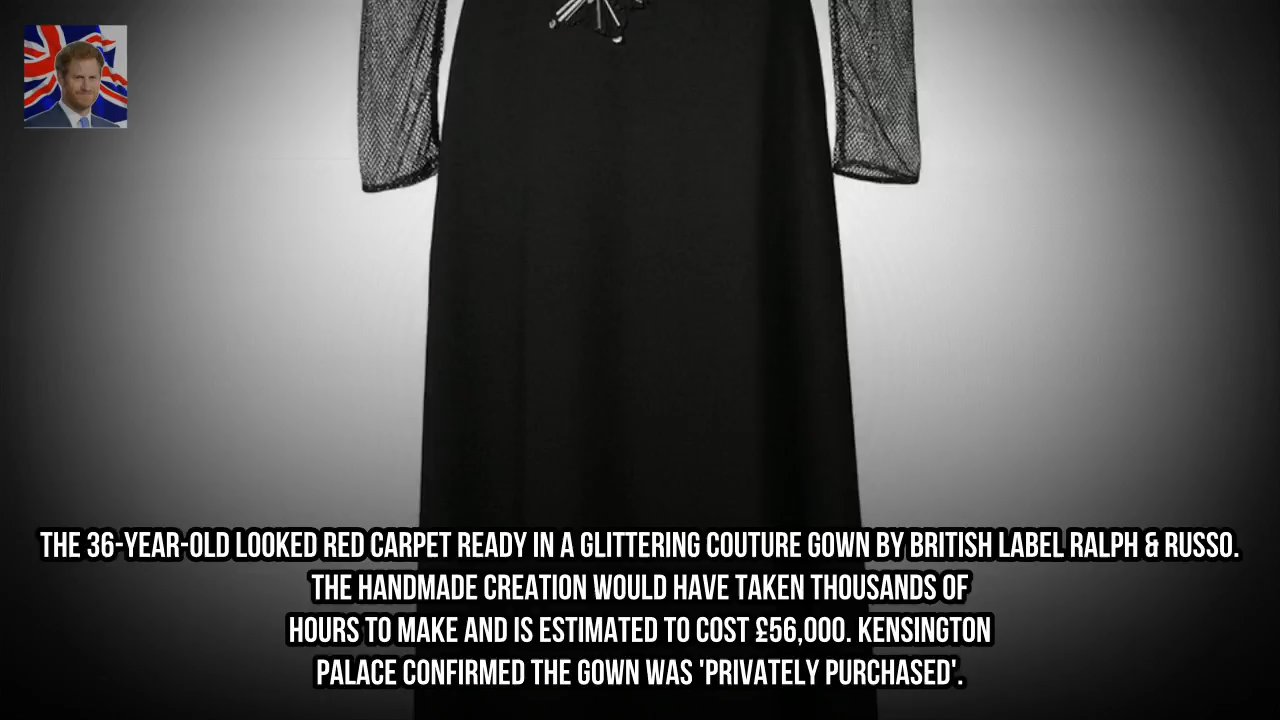 THE 36-YEAR-OLD LOOKED RED CARPET READY IN A GLITTERING COUTURE GOWN BY BRITISH LABEL RALPH & RUSSO.
THE HANDMADE CREATION WOULD HAVE TAKEN THOUSANDS OF
HOURS TO MAKE AND IS ESTIMATED TO COST £56,000. KENSINGTON
PALACE CONFIRMED THE GOWN WAS 'PRIVATELY PURCHASED'.